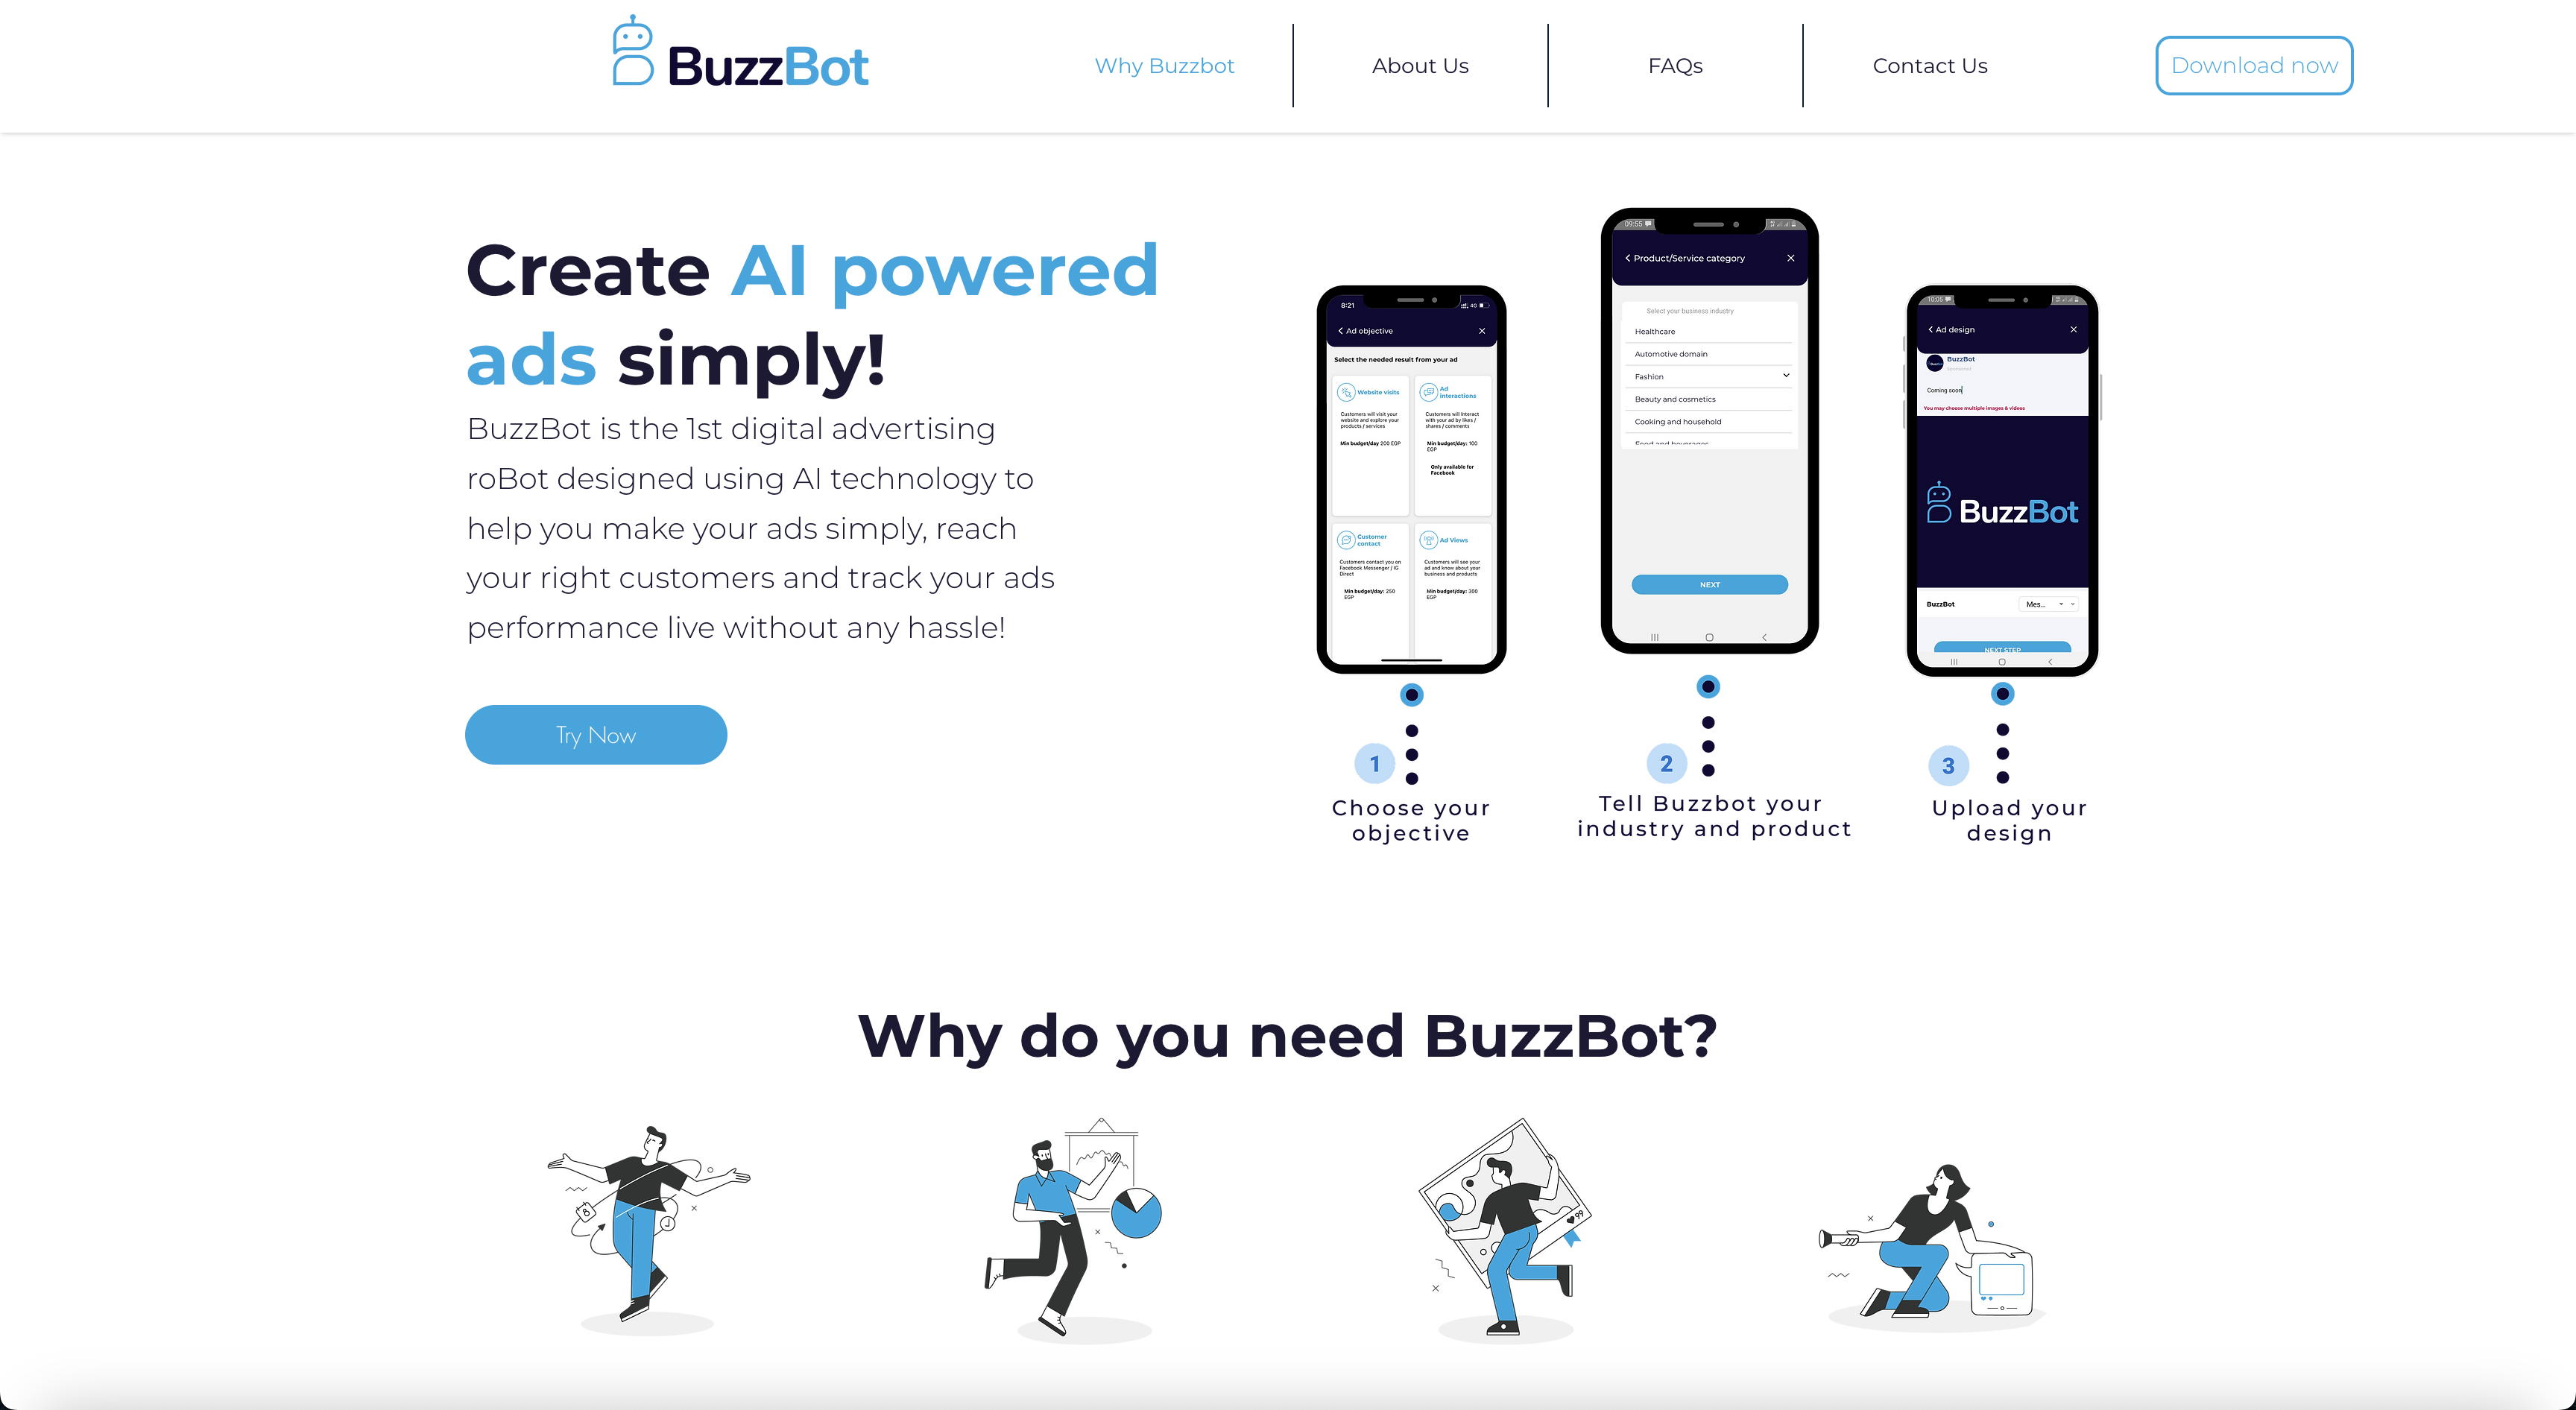 BuzzBot
Why Buzzbot
About Us
FAQs
Contact Us
Download now
Create AI powered
ads simply!
BuzzBot is the 1st digital advertising
roBot designed using AI technology to
help you make your ads simply, reach
your right customers and track your ads
performance live without any hassle!
Try Now
8:21
4G
Ad objective
Select the needed result from your ad
Website visits
Customers will visit your
website and explore your
products / services
Min budget/day 200 EGP
Ad
interactions
Customers will Interact
with your ad by likes /
shares / comments
Min budget/day: 100
EGP
Only available for
Facebook
Customer
contact
Customers contact you on
Facebook Messenger / IG
Direct
Min budget/day: 250
EGP
Ad Views
Customers will see your
ad and know about your
business and products
Min budget/day: 300
EGP
1
Choose your
objective
09:55
Product/Service category
Select your business industry
Healthcare
Automotive domain
Fashion
Beauty and cosmetics
Cooking and household
Food and beverages
NEXT
2
Tell Buzzbot your
industry and product
10:05
Ad design
BuzzBot
Coming soon
You may choose multiple images & videos
BuzzBot
BuzzBot
Mes...
NEXT STEP
3
Upload your
design
Why do you need BuzzBot?
99